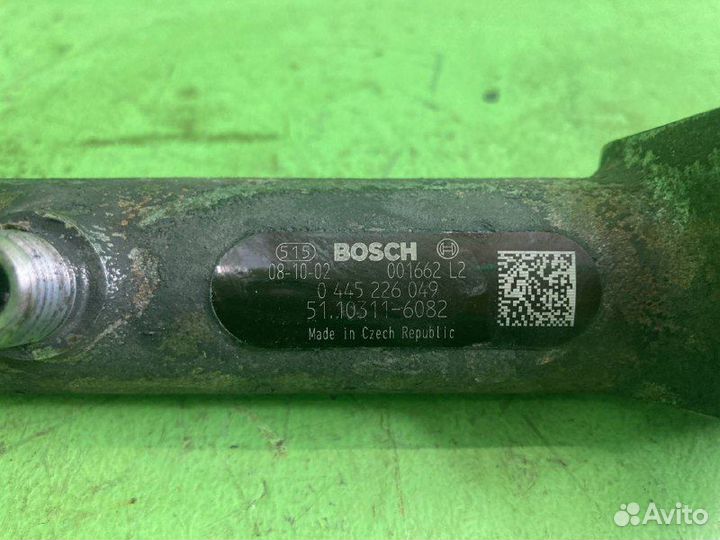 515 BOSCH
08-10-02 001662 L2
0 445 226 049
51.10311-6082
Made in Czech Republic
Avito